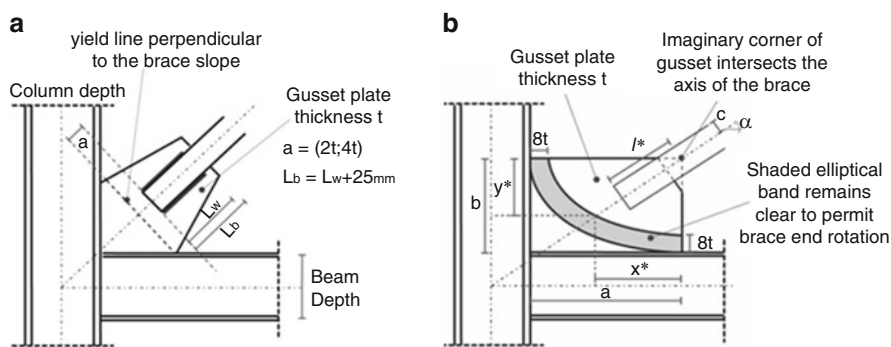 a
yield line perpendicular
to the brace slope
Column depth
Gusset plate
thickness t
a = (2t;4t)
Lb = Lw+25mm
a
Lw
Lb
Beam
Depth
b
Gusset plate
thickness t
Imaginary corner of
gusset intersects the
axis of the brace
8t
l*
c
α
y*
b
Shaded elliptical
band remains
clear to permit
brace end rotation
8t
x*
a